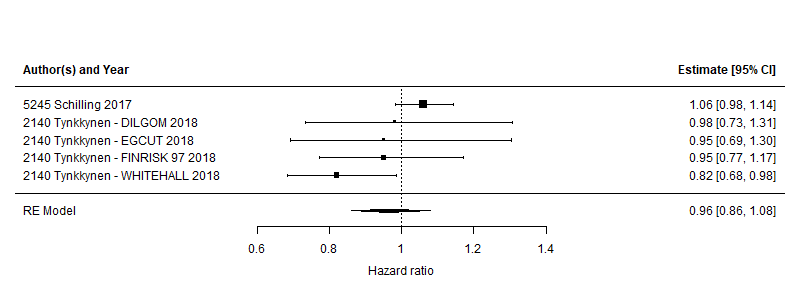 Author(s) and Year Estimate [95% CI]
5245 Schilling 2017 1.06 [0.98, 1.14]
2140 Tynkkynen - DILGOM 2018 0.98 [0.73, 1.31]
2140 Tynkkynen - EGCUT 2018 0.95 [0.69, 1.30]
2140 Tynkkynen - FINRISK 97 2018 0.95 [0.77, 1.17]
2140 Tynkkynen - WHITEHALL 2018 0.82 [0.68, 0.98]
RE Model 0.96 [0.86, 1.08]
0.6 0.8 1 1.2 1.4
Hazard ratio